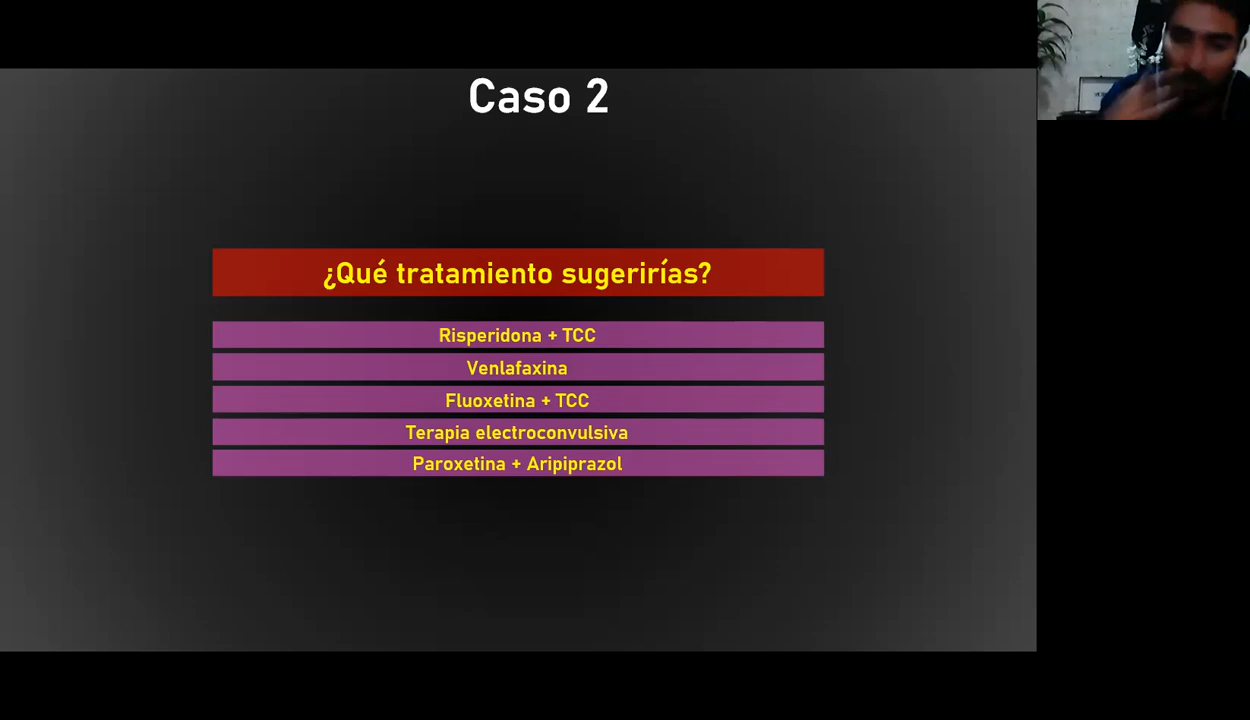 Caso 2
¿Qué tratamiento sugerirías?
Risperidona + TCC
Venlafaxina
Fluoxetina + TCC
Terapia electroconvulsiva
Paroxetina + Aripiprazol